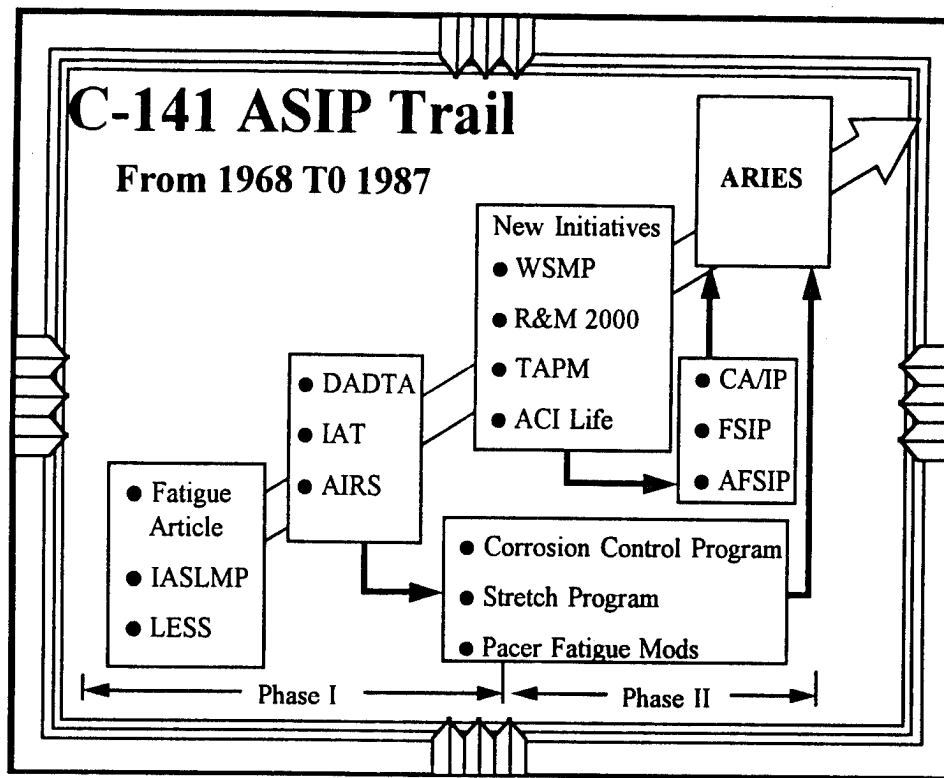 C-141 ASIP Trail
From 1968 T0 1987
ARIES
New Initiatives
● WSMP
● R&M 2000
● TAPM
● ACI Life
● DADTA
● IAT
● AIRS
● CA/IP
● FSIP
● AFSIP
● Fatigue
Article
● IASLMP
● LESS
● Corrosion Control Program
● Stretch Program
● Pacer Fatigue Mods
Phase I
Phase II